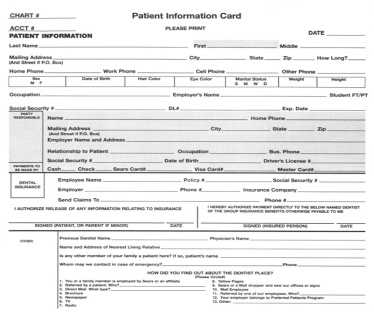 CHART # Patient Information Card
ACCT # PLEASE PRINT DATE
PATIENT INFORMATION
Last Name First Middle
Mailing Address City State Zip How Long?
(And Street if P.O. Box)
Home Phone Work Phone Cell Phone Other Phone
Sex Date of Birth Hair Color Eye Color Marital Status Weight Height
M F S M W D
Occupation Employer's Name Student FT/PT
Social Security # DL# Exp. Date
PARTY RESPONSIBLE
Name Home Phone
Mailing Address City State Zip
(And Street if P.O. Box)
Employer Name and Address
Relationship to Patient Occupation Bus. Phone
Social Security # Date of Birth Driver's License #
PAYMENTS TO BE MADE BY
Cash Check Sears Card# Visa Card# Master Card#
DENTAL INSURANCE
Employee Name Policy # Social Security #
Employer Phone # Insurance Company
Send Claims To Phone #
I AUTHORIZE RELEASE OF ANY INFORMATION RELATING TO INSURANCE
I HEREBY AUTHORIZE PAYMENT DIRECTLY TO THE BELOW NAMED DENTIST
OF THE GROUP INSURANCE BENEFITS OTHERWISE PAYABLE TO ME
SIGNED (PATIENT, OR PARENT IF MINOR) DATE SIGNED (INSURED PERSON) DATE
OTHER
Previous Dentist Name Physician's Name
Name and Address of Nearest Living Relative
Is any other member of your family a patient here? If so, patient's name
Whom may we contact in case of emergency? Phone
HOW DID YOU FIND OUT ABOUT THE DENTIST PLACE?
(Please Circle)
1. You or a family member is employed by Sears or an affiliate
2. Referred by a patient. Who?
3. Direct Mail. What type?
4. Brochure
5. Newspaper
6. TV
7. Radio
8. Yellow Pages
9. Sears or a Mall shopper and saw our offices or signs
10. Mall Employee
11. Referred by one of our employees. Who?
12. Your employer belongs to Preferred Patients Program
13. Other